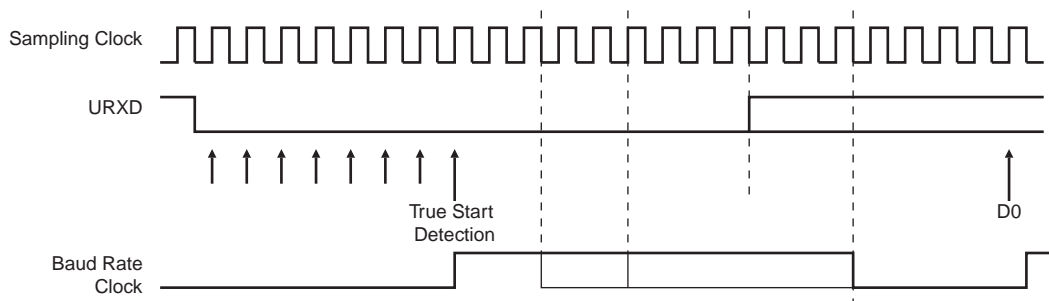 Sampling Clock
URXD
True Start
Detection
D0
Baud Rate
Clock